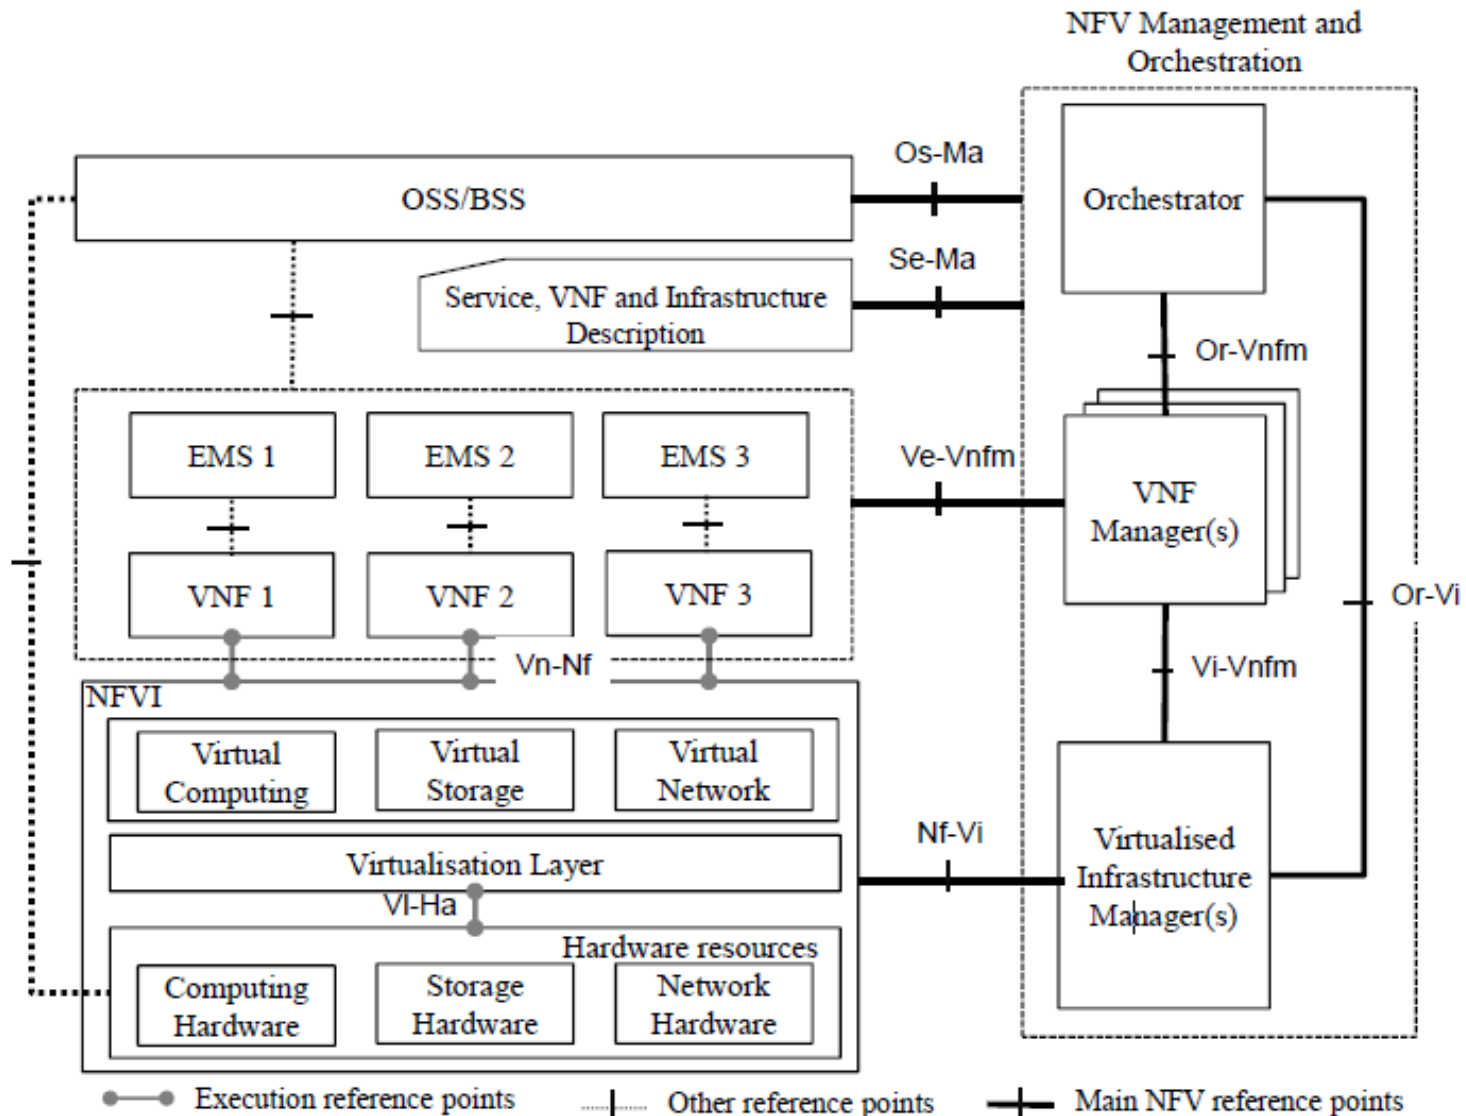 NFV Management and
Orchestration
Os-Ma
OSS/BSS
Orchestrator
Se-Ma
Service, VNF and Infrastructure
Description
Or-Vnfm
EMS 1
EMS 2
EMS 3
Ve-Vnfm
VNF
Manager(s)
VNF 1
VNF 2
VNF 3
Or-Vi
Vn-Nf
Vi-Vnfm
NFVI
Virtual
Computing
Virtual
Storage
Virtual
Network
Nf-Vi
Virtualised
Infrastructure
Manager(s)
Virtualisation Layer
Vl-Ha
Hardware resources
Computing
Hardware
Storage
Hardware
Network
Hardware
Execution reference points
Other reference points
Main NFV reference points